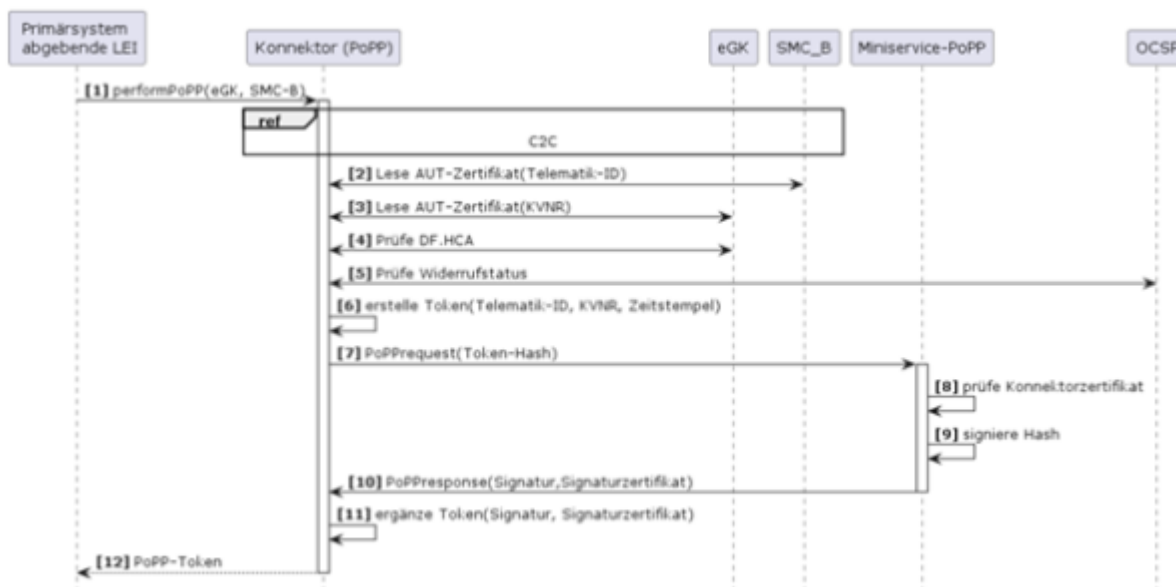 Primärsystem
abgebende LEI
Konnektor (PoPP)
eGK
SMC_B
Miniservice-PoPP
OCSP
[1] performPoPP(eGK, SMC-B)
ref
C2C
[2] Lese AUT-Zertifikat(Telematik-ID)
[3] Lese AUT-Zertifikat(KVNR)
[4] Prüfe DF.HCA
[5] Prüfe Widerrufstatus
[6] erstelle Token(Telematik-ID, KVNR, Zeitstempel)
[7] PoPPrequest(Token-Hash)
[8] prüfe Konnektorzertifikat
[9] signiere Hash
[10] PoPPresponse(Signatur,Signaturzertifikat)
[11] ergänze Token(Signatur, Signaturzertifikat)
[12] PoPP-Token